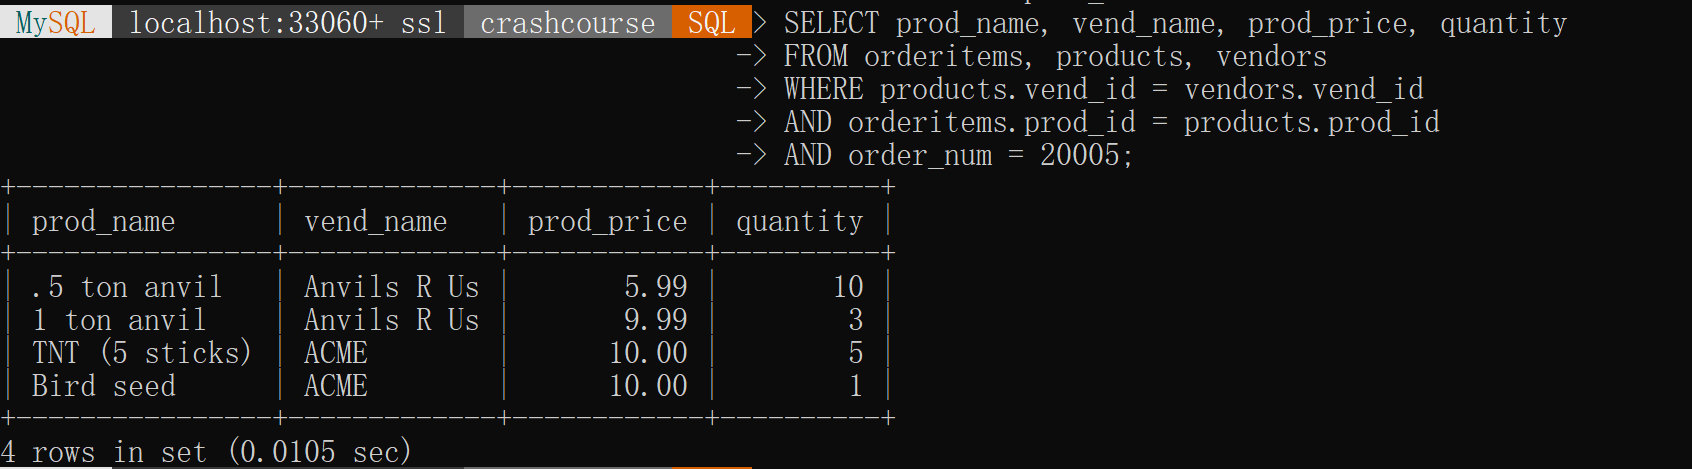 MySQL localhost:33060+ ssl crashcourse SQL > SELECT prod_name, vend_name, prod_price, quantity
-> FROM orderitems, products, vendors
-> WHERE products.vend_id = vendors.vend_id
-> AND orderitems.prod_id = products.prod_id
-> AND order_num = 20005;
+----------------+-------------+------------+----------+
| prod_name      | vend_name   | prod_price | quantity |
+----------------+-------------+------------+----------+
| .5 ton anvil   | Anvils R Us |       5.99 |       10 |
| 1 ton anvil    | Anvils R Us |       9.99 |        3 |
| TNT (5 sticks) | ACME        |      10.00 |        5 |
| Bird seed      | ACME        |      10.00 |        1 |
+----------------+-------------+------------+----------+
4 rows in set (0.0105 sec)